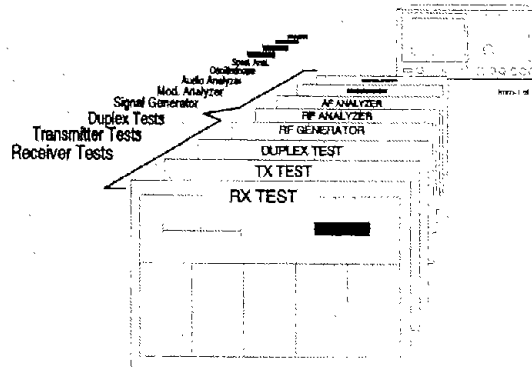 Spect. Anal.
Oscilloscope
Audio Analyzer
Mod. Analyzer
Signal Generator
Duplex Tests
Transmitter Tests
Receiver Tests
AF ANALYZER
RF ANALYZER
RF GENERATOR
DUPLEX TEST
TX TEST
RX TEST